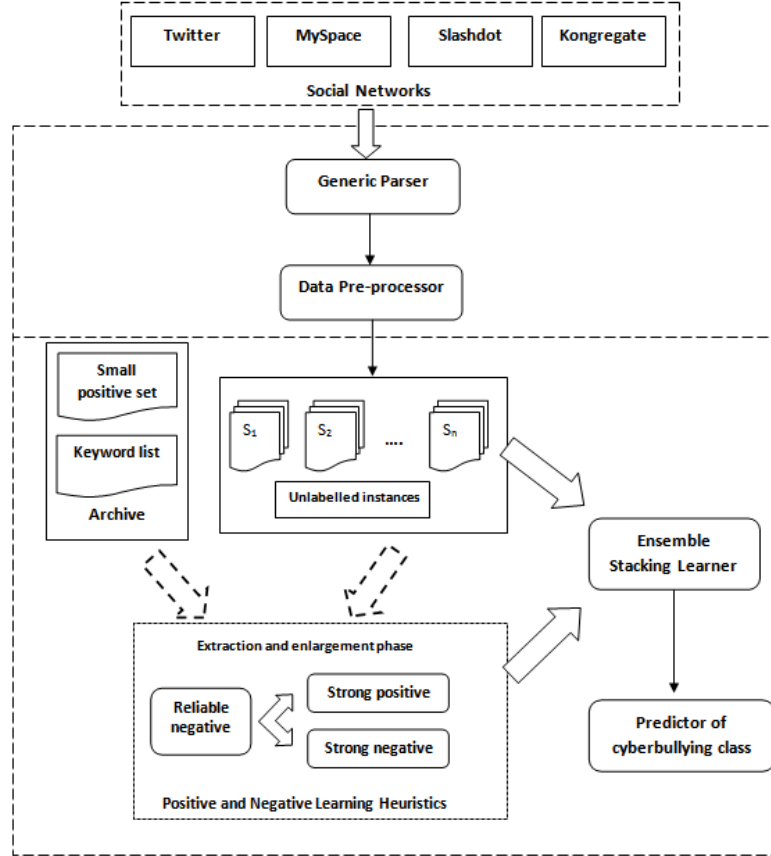 Twitter
MySpace
Slashdot
Kongregate
Social Networks
Generic Parser
Data Pre-processor
Small
positive set
Keyword list
Archive
S1
S2
....
Sn
Unlabelled instances
Ensemble
Stacking Learner
Extraction and enlargement phase
Reliable
negative
Strong positive
Strong negative
Positive and Negative Learning Heuristics
Predictor of
cyberbullying class